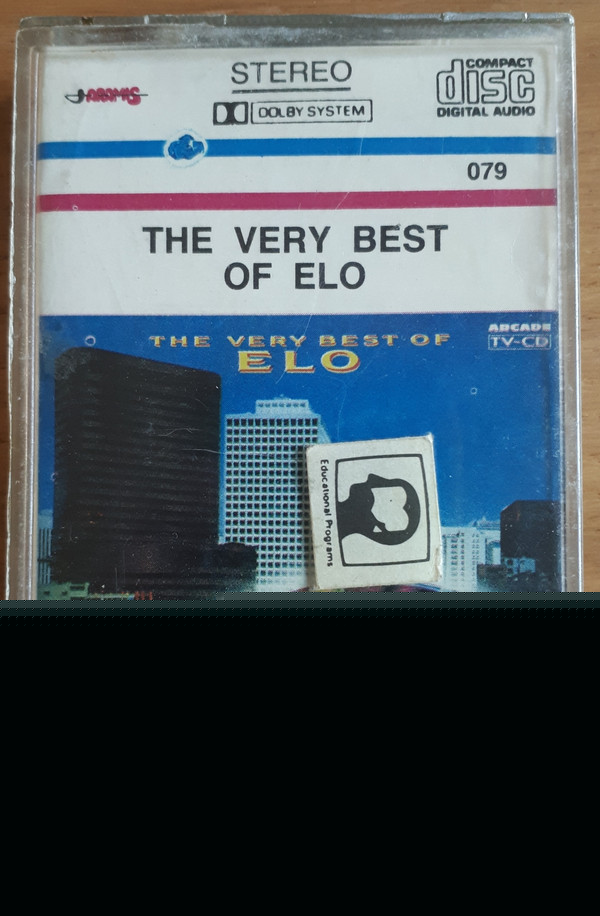 STEREO
COMPACT
disc
DIGITAL AUDIO
ARAMIS
DOLBY SYSTEM
079
THE VERY BEST
OF ELO
ARCADE
TV-CD
THE VERY BEST OF
ELO
Educational Programs